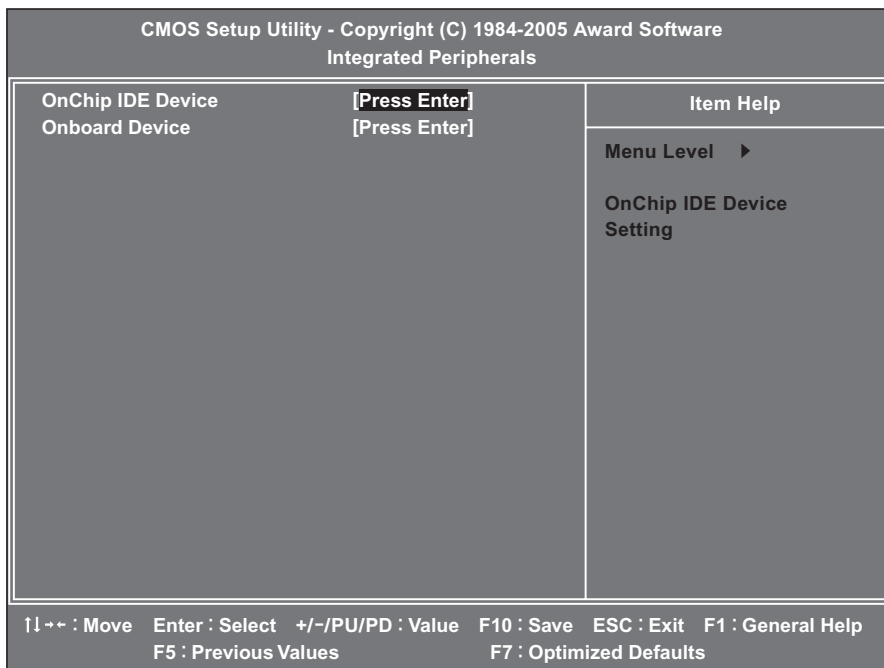 CMOS Setup Utility - Copyright (C) 1984-2005 Award Software
Integrated Peripherals
OnChip IDE Device [Press Enter]
Onboard Device [Press Enter]
Item Help
Menu Level ▶
OnChip IDE Device
Setting
↑↓→← : Move Enter : Select +/-/PU/PD : Value F10 : Save ESC : Exit F1 : General Help
F5 : Previous Values F7 : Optimized Defaults